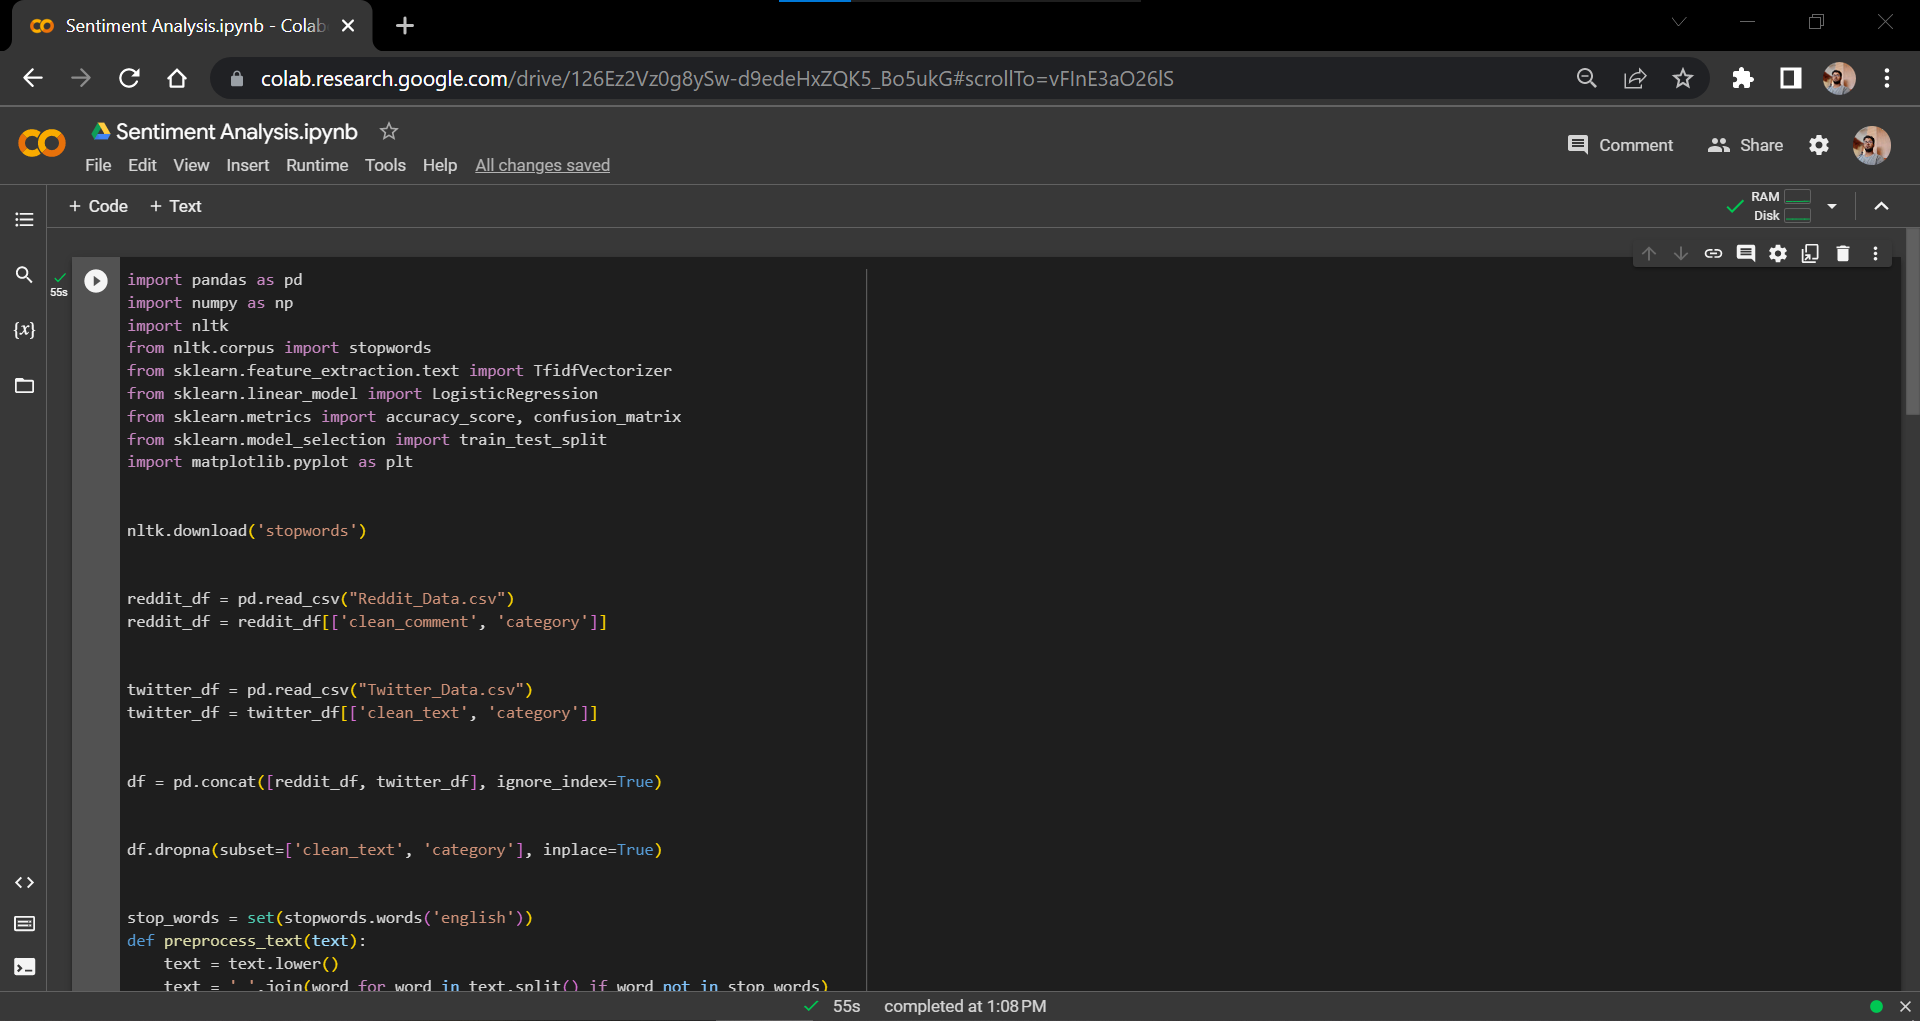 Sentiment Analysis.ipynb - Colab
colab.research.google.com/drive/126Ez2Vz0g8ySw-d9edeHxZQK5_Bo5ukG#scrollTo=vFInE3aO26lS
Sentiment Analysis.ipynb
Comment
Share
File Edit View Insert Runtime Tools Help All changes saved
+ Code + Text
RAM
Disk
55s
import pandas as pd
import numpy as np
import nltk
from nltk.corpus import stopwords
from sklearn.feature_extraction.text import TfidfVectorizer
from sklearn.linear_model import LogisticRegression
from sklearn.metrics import accuracy_score, confusion_matrix
from sklearn.model_selection import train_test_split
import matplotlib.pyplot as plt
nltk.download('stopwords')
reddit_df = pd.read_csv("Reddit_Data.csv")
reddit_df = reddit_df[['clean_comment', 'category']]
twitter_df = pd.read_csv("Twitter_Data.csv")
twitter_df = twitter_df[['clean_text', 'category']]
df = pd.concat([reddit_df, twitter_df], ignore_index=True)
df.dropna(subset=['clean_text', 'category'], inplace=True)
stop_words = set(stopwords.words('english'))
def preprocess_text(text):
    text = text.lower()
    text = ' '.join(word for word in text.split() if word not in stop_words)
55s completed at 1:08 PM